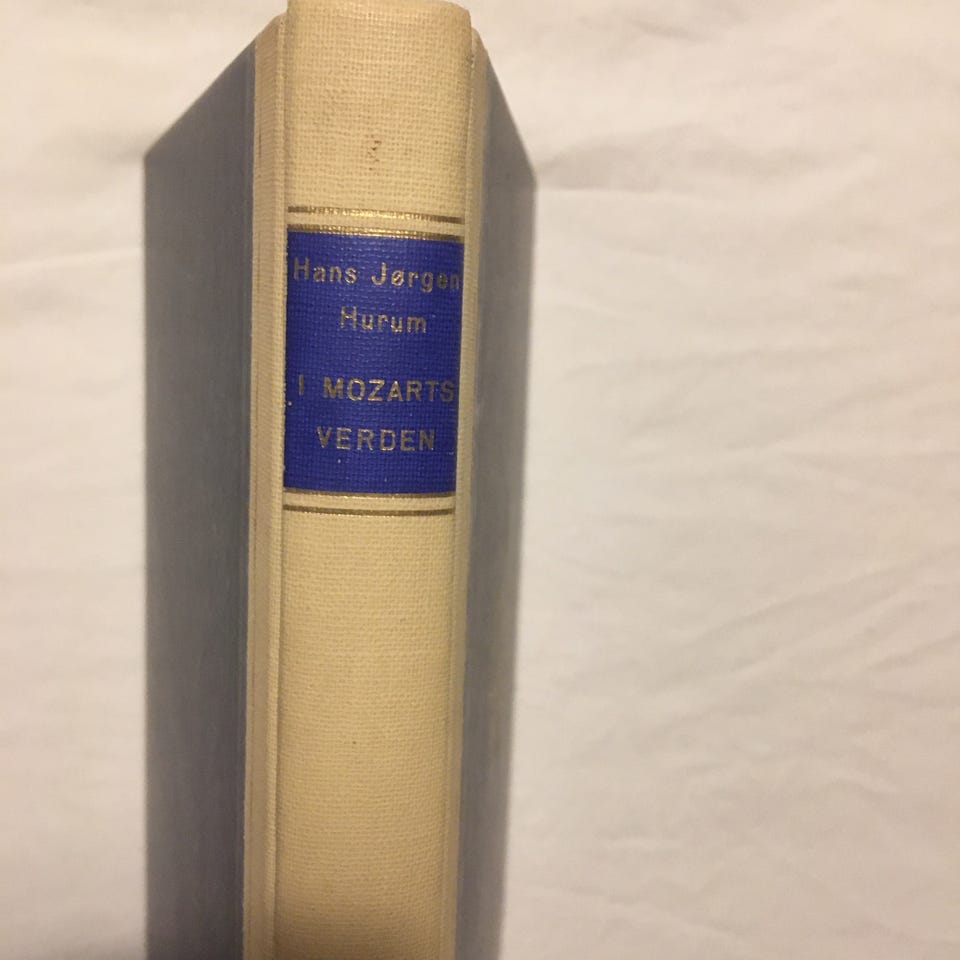 Hans Jørgen
Hurum
I MOZARTS
VERDEN